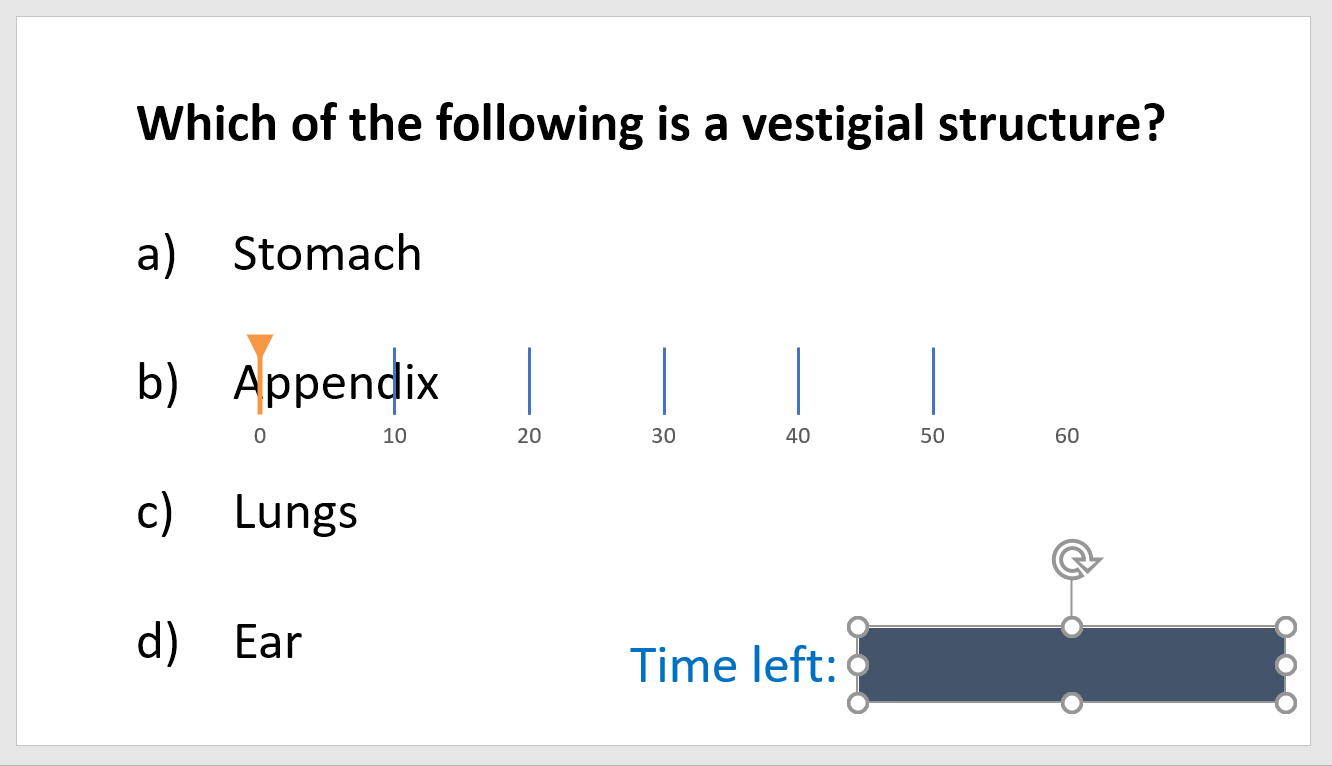 Which of the following is a vestigial structure?
a) Stomach
b) Appendix
0 10 20 30 40 50 60
c) Lungs
d) Ear
Time left: